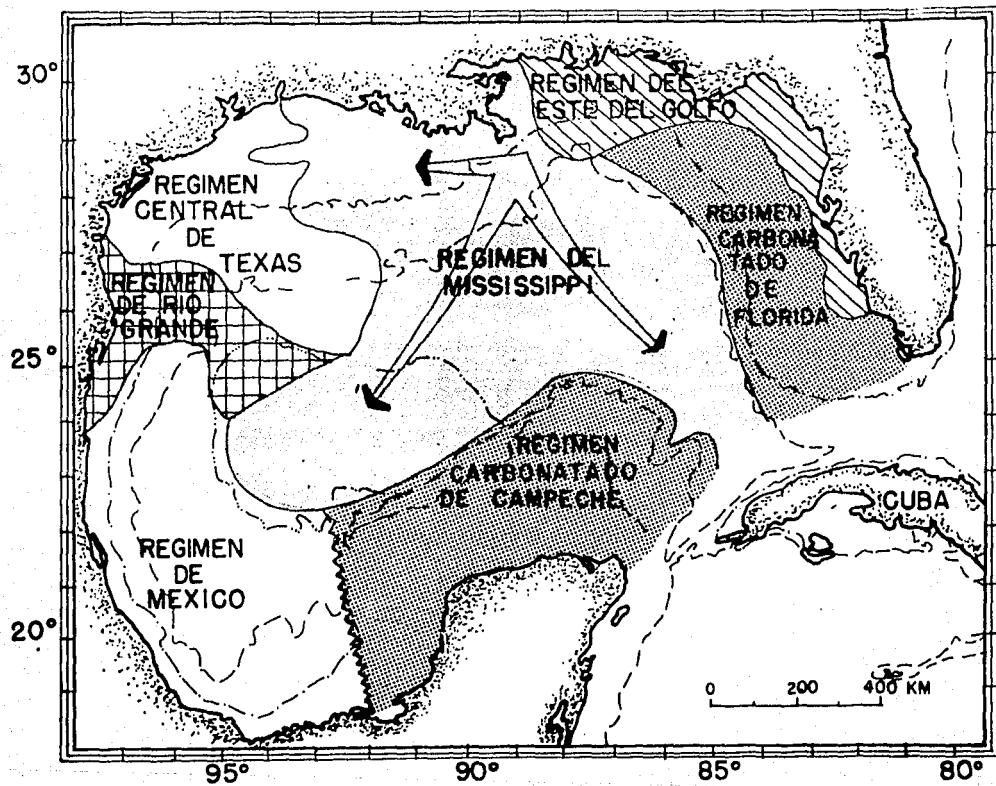 30°
25°
20°
REGIMEN DEL
ESTE DEL GOLFO
REGIMEN
CENTRAL
DE
TEXAS
REGIMEN
CARBONA
TADO
DE
FLORIDA
REGIMEN DEL
MISSISSIPPI
REGIMEN
DE RIO
GRANDE
REGIMEN
CARBONATADO
DE CAMPECHE
CUBA
REGIMEN
DE
MEXICO
0 200 400 KM
95° 90° 85° 80°